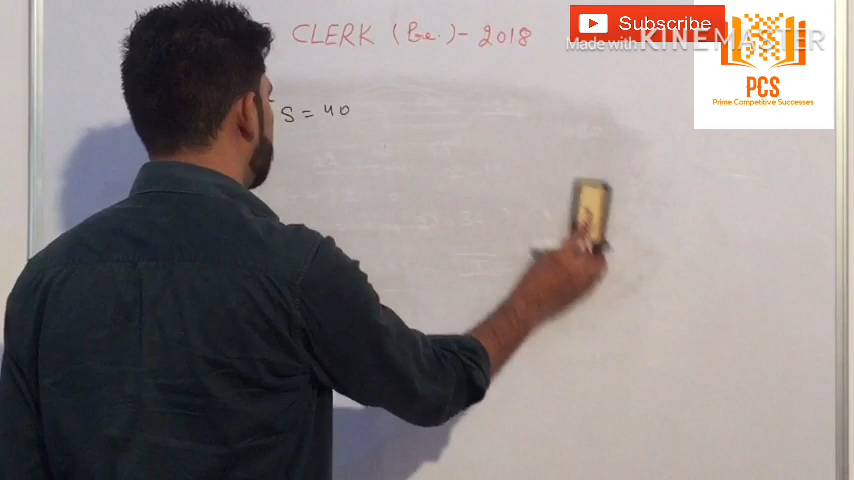 CLERK (Pre.) - 2018
Subscribe
Made with KINEMASTER
PCS
Prime Competitive Successes
S = 40